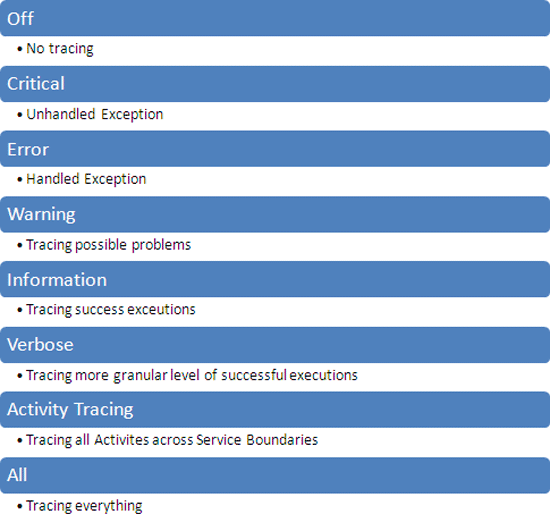 Off
• No tracing
Critical
• Unhandled Exception
Error
• Handled Exception
Warning
• Tracing possible problems
Information
• Tracing success exceutions
Verbose
• Tracing more granular level of successful executions
Activity Tracing
• Tracing all Activites across Service Boundaries
All
• Tracing everything